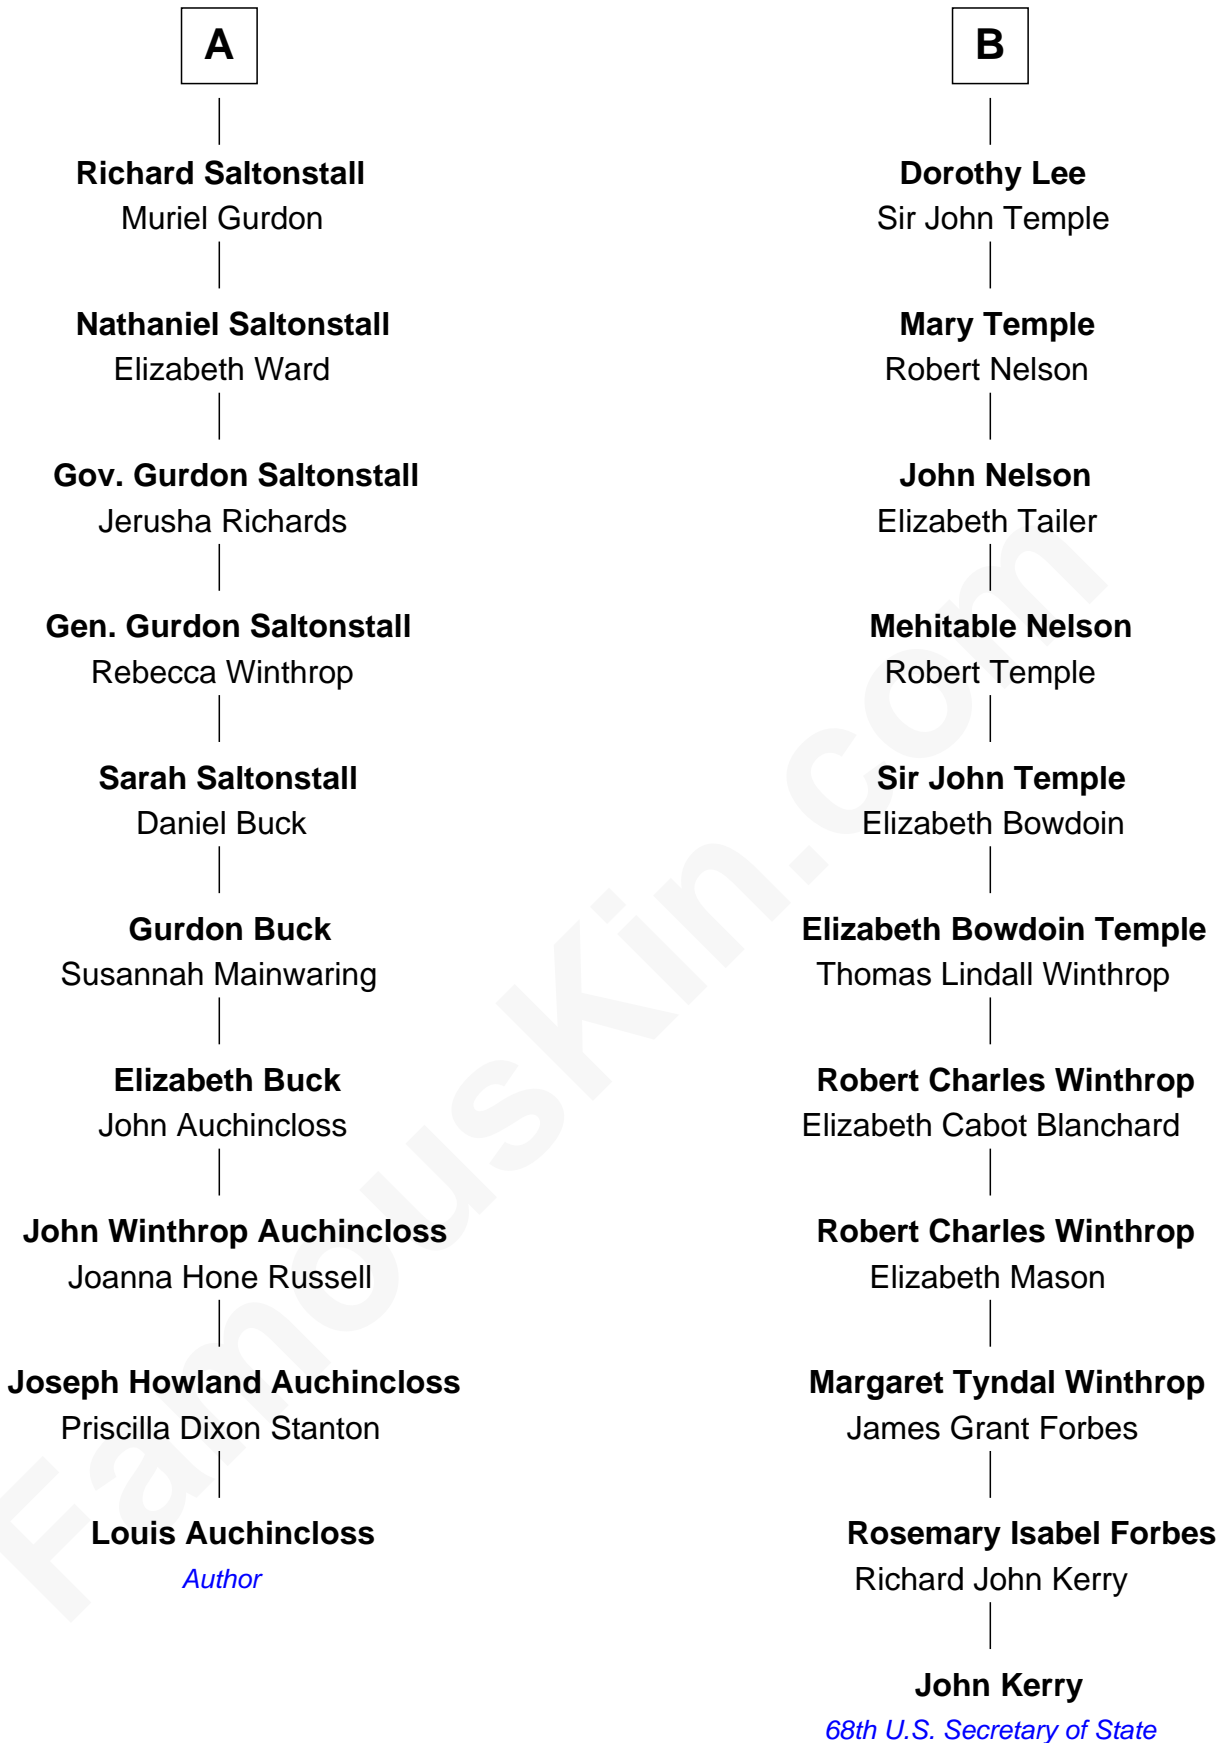 A
Richard Saltonstall
Muriel Gurdon
Nathaniel Saltonstall
Elizabeth Ward
Gov. Gurdon Saltonstall
Jerusha Richards
Gen. Gurdon Saltonstall
Rebecca Winthrop
Sarah Saltonstall
Daniel Buck
Gurdon Buck
Susannah Mainwaring
Elizabeth Buck
John Auchincloss
John Winthrop Auchincloss
Joanna Hone Russell
Joseph Howland Auchincloss
Priscilla Dixon Stanton
Louis Auchincloss
Author
B
Dorothy Lee
Sir John Temple
Mary Temple
Robert Nelson
John Nelson
Elizabeth Tailer
Mehitable Nelson
Robert Temple
Sir John Temple
Elizabeth Bowdoin
Elizabeth Bowdoin Temple
Thomas Lindall Winthrop
Robert Charles Winthrop
Elizabeth Cabot Blanchard
Robert Charles Winthrop
Elizabeth Mason
Margaret Tyndal Winthrop
James Grant Forbes
Rosemary Isabel Forbes
Richard John Kerry
John Kerry
68th U.S. Secretary of State
FamousKin.com